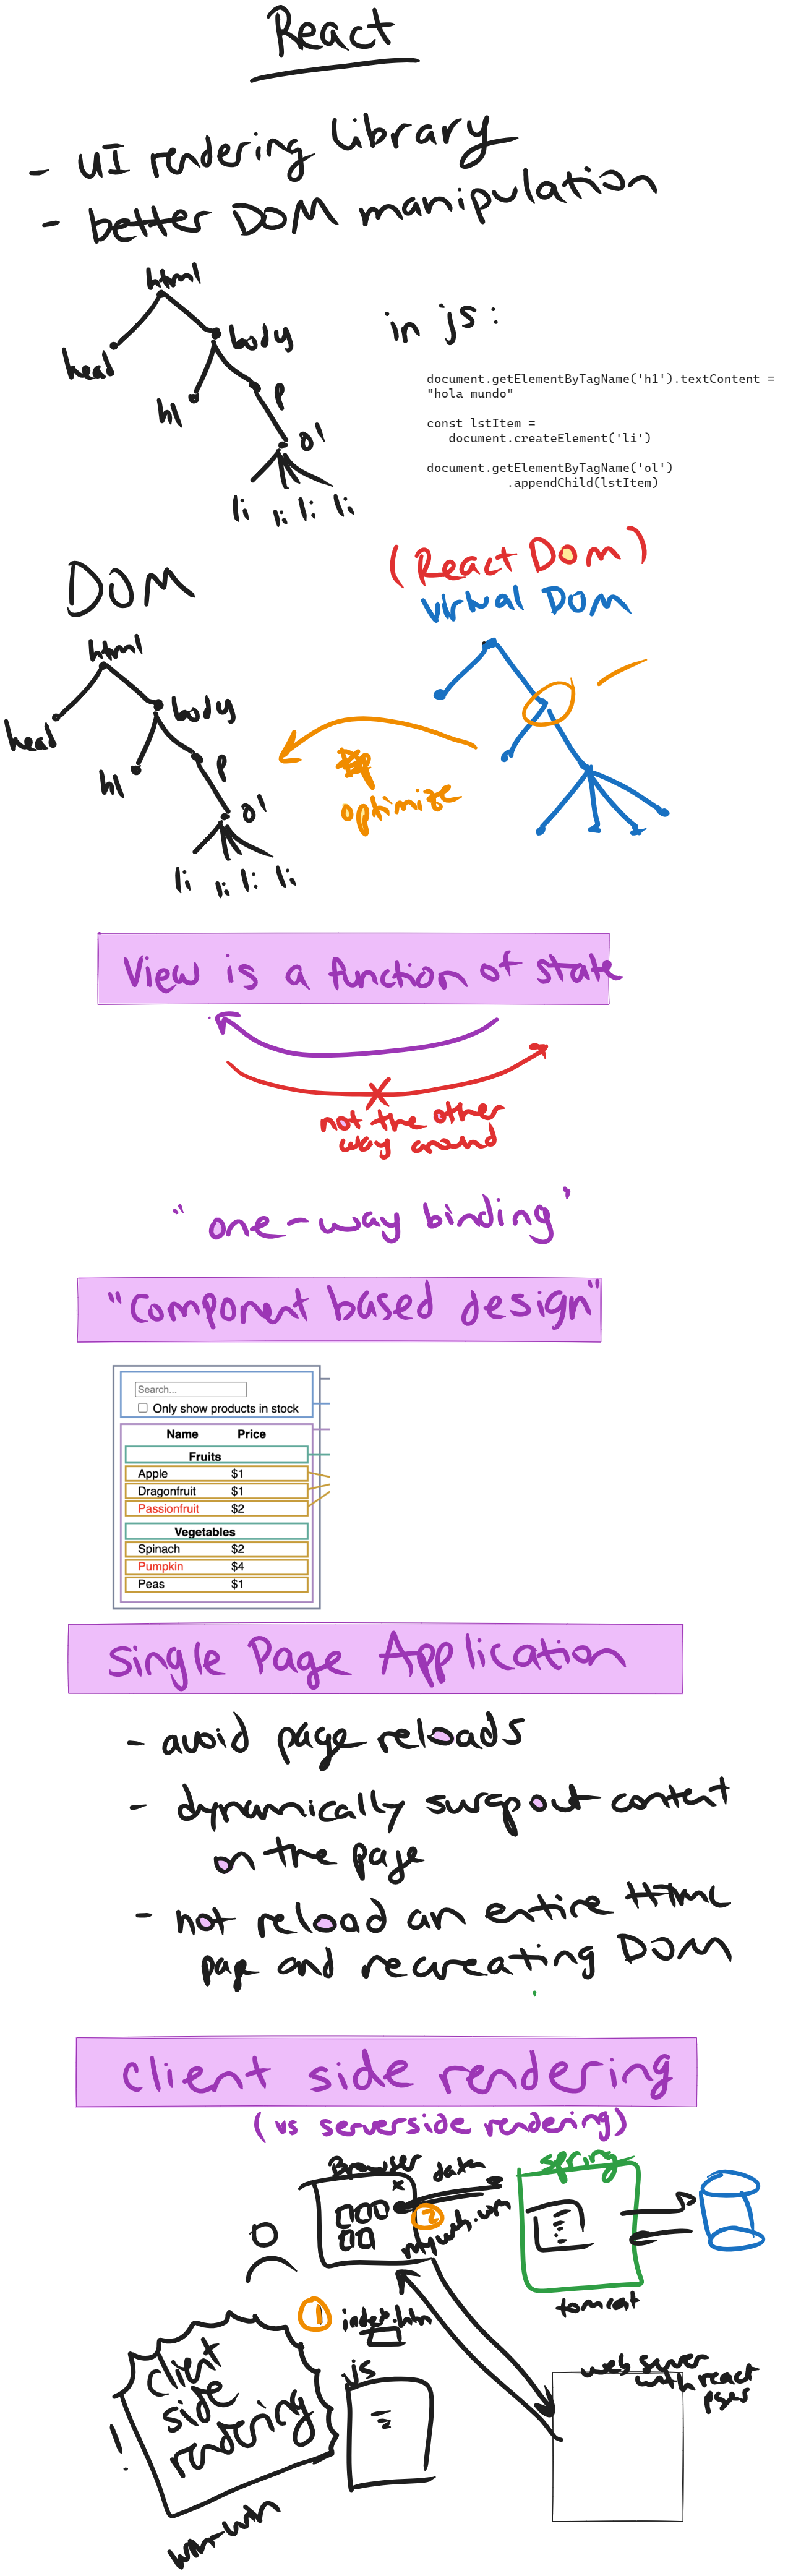 React
- UI rendering library
- better DOM manipulation
html
head
body
h1
p
ol
li li li li
in js:
document.getElementByTagName('h1').textContent =
"hola mundo"
const lstItem =
document.createElement('li')
document.getElementByTagName('ol')
.appendChild(lstItem)
DOM
(React Dom)
virtual DOM
html
head
body
h1
p
ol
li li li li
optimize
View is a function of state
not the other
way around
"one-way binding"
"Component based design"
Search...
Only show products in stock
Name Price
Fruits
Apple $1
Dragonfruit $1
Passionfruit $2
Vegetables
Spinach $2
Pumpkin $4
Peas $1
Single Page Application
- avoid page reloads
- dynamically swap out content
on the page
- not reload an entire HTML
page and recreating DOM
client side rendering
(vs serverside rendering)
Browser
x
data
spring
2
tomcat
1
index.htm
.js
web server
with react
pages
client
side
rendering
!